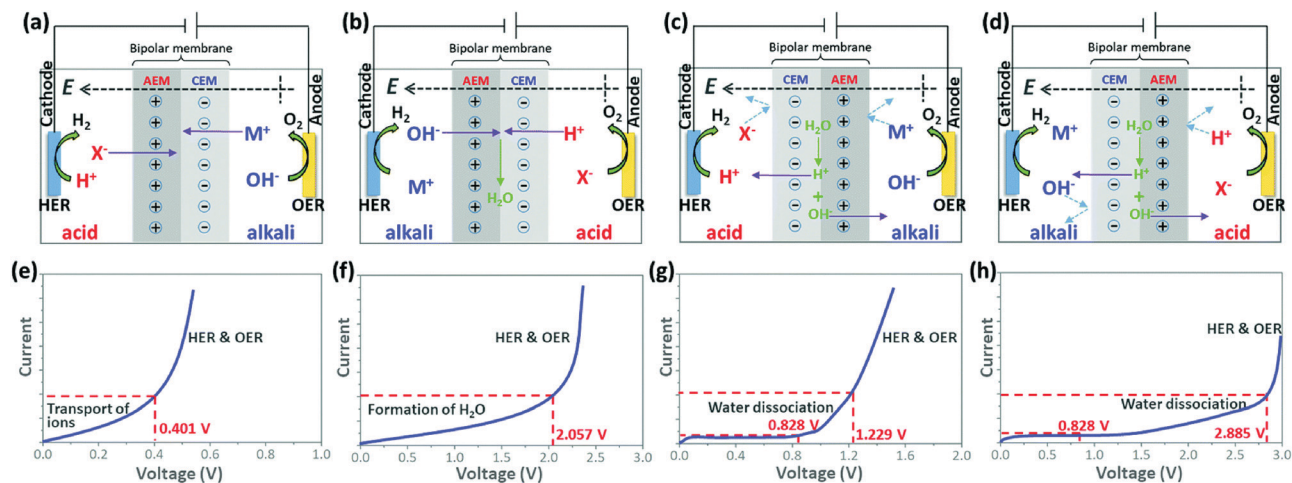 (a)
Bipolar membrane
AEM
CEM
E
Cathode
Anode
H₂
O₂
X⁻
M⁺
H⁺
OH⁻
HER
OER
acid
alkali
(b)
Bipolar membrane
AEM
CEM
E
Cathode
Anode
H₂
O₂
OH⁻
H⁺
M⁺
X⁻
H₂O
HER
OER
alkali
acid
(c)
Bipolar membrane
CEM
AEM
E
Cathode
Anode
H₂
O₂
X⁻
H₂O
M⁺
H⁺
H⁺
OH⁻
+
OH⁻
HER
OER
acid
alkali
(d)
Bipolar membrane
CEM
AEM
E
Cathode
Anode
H₂
O₂
M⁺
H₂O
H⁺
OH⁻
H⁺
X⁻
+
OH⁻
HER
OER
alkali
acid
(e)
Current
HER & OER
Transport of
ions
0.401 V
0.0 0.2 0.4 0.6 0.8 1.0
Voltage (V)
(f)
Current
HER & OER
Formation of H₂O
2.057 V
0.0 0.5 1.0 1.5 2.0 2.5 3.0
Voltage (V)
(g)
Current
HER & OER
Water dissociation
0.828 V
1.229 V
0.0 0.4 0.8 1.2 1.6 2.0
Voltage (V)
(h)
Current
HER & OER
Water dissociation
0.828 V
2.885 V
0.0 0.5 1.0 1.5 2.0 2.5 3.0
Voltage (V)